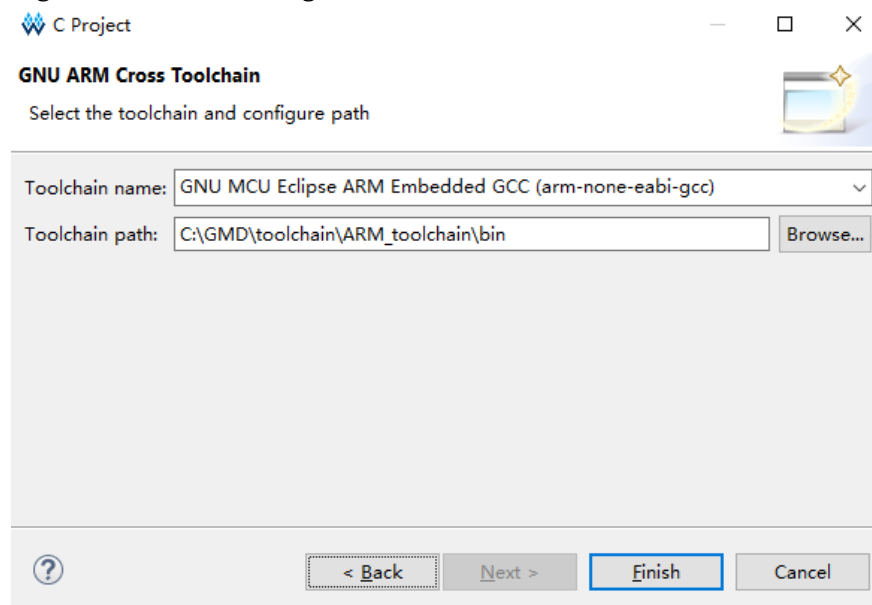 C Project
GNU ARM Cross Toolchain
Select the toolchain and configure path
Toolchain name: GNU MCU Eclipse ARM Embedded GCC (arm-none-eabi-gcc)
Toolchain path: C:\GMD\toolchain\ARM_toolchain\bin Browse...
< Back Next > Finish Cancel